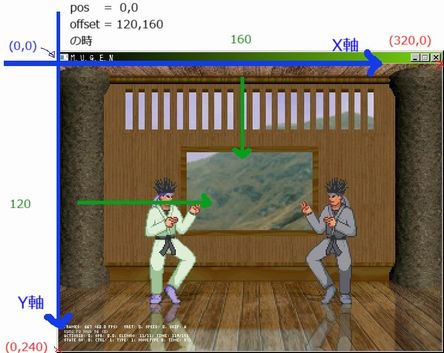 pos = 0,0
offset = 120,160
の時
(0,0)
160
X軸
(320,0)
M.U.G.E.N
120
Y軸
(0,240)